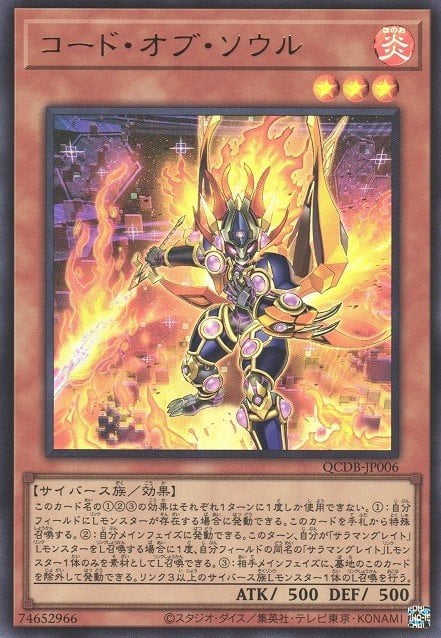 コード・オブ・ソウル
炎
【サイバース族／効果】
このカード名の①②③の効果はそれぞれ1ターンに1度しか使用できない。①：自分
フィールドにLモンスターが存在する場合に発動できる。このカードを手札から特殊
召喚する。②：自分メインフェイズに発動できる。このターン、自分が「サラマングレイト」
LモンスターをL召喚する場合に1度、自分フィールドの同名の「サラマングレイト」Lモ
ンスター1体のみを素材としてL召喚できる。③：相手メインフェイズに、墓地のこのカード
を除外して発動できる。リンク3以上のサイバース族Lモンスター1体のL召喚を行う。
ATK/ 500 DEF/ 500
QCDB-JP006
74652966
©スタジオ・ダイス/集英社・テレビ東京・KONAMI